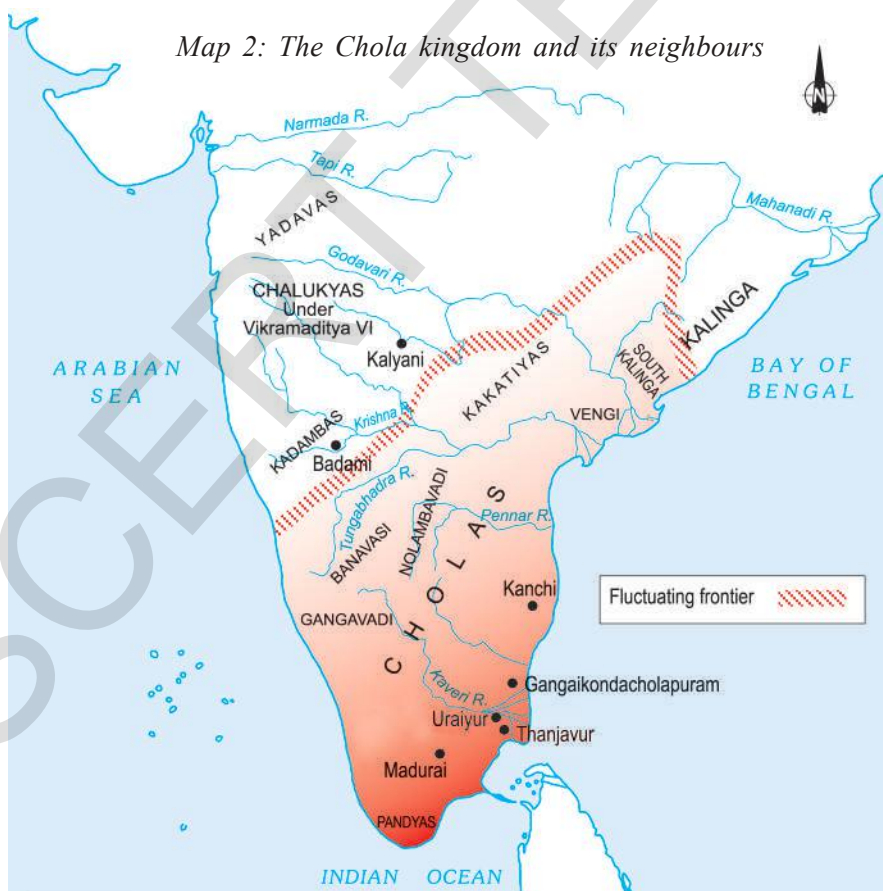 Map 2: The Chola kingdom and its neighbours
N
Narmada R.
Tapi R.
Mahanadi R.
YADAVAS
Godavari R.
CHALUKYAS
Under
Vikramaditya VI
Kalyani
KALINGA
SOUTH
KALINGA
ARABIAN
SEA
BAY OF
BENGAL
KAKATIYAS
VENGI
Krishna R.
KADAMBAS
Badami
Tungabhadra R.
NOLAMBAVADI
BANAVASI
Pennar R.
CHOLAS
Kanchi
Fluctuating frontier
GANGAVADI
Kaveri R.
Gangaikondacholapuram
Uraiyur
Thanjavur
Madurai
PANDYAS
INDIAN OCEAN